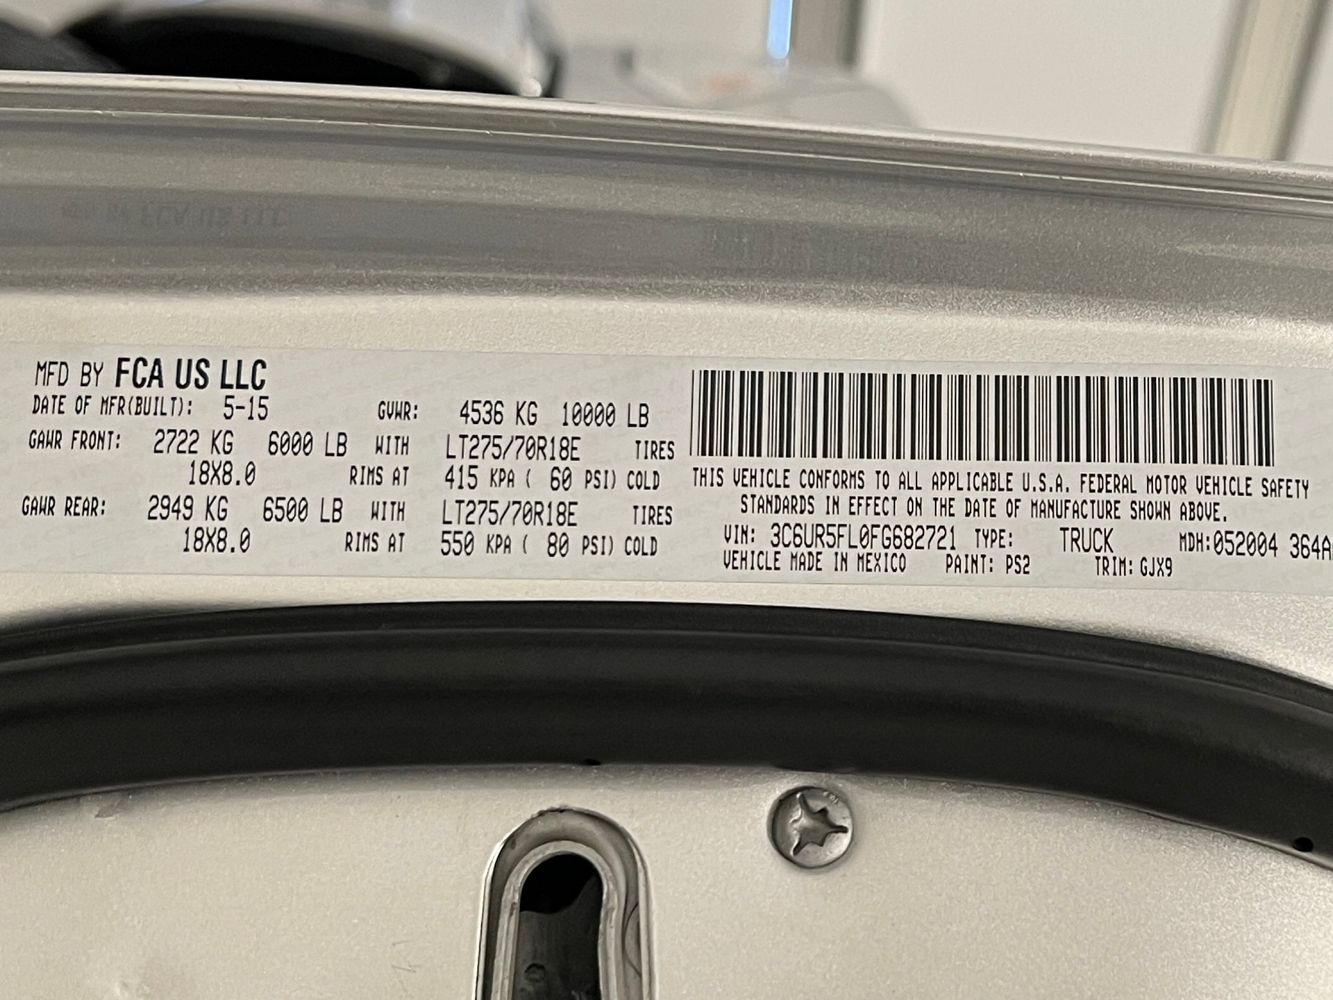 MFD BY FCA US LLC
DATE OF MFR(BUILT): 5-15 GVWR: 4536 KG 10000 LB
GAWR FRONT: 2722 KG 6000 LB WITH LT275/70R18E TIRES
18X8.0 RIMS AT 415 KPA ( 60 PSI) COLD
GAWR REAR: 2949 KG 6500 LB WITH LT275/70R18E TIRES
18X8.0 RIMS AT 550 KPA ( 80 PSI) COLD
THIS VEHICLE CONFORMS TO ALL APPLICABLE U.S.A. FEDERAL MOTOR VEHICLE SAFETY
STANDARDS IN EFFECT ON THE DATE OF MANUFACTURE SHOWN ABOVE.
VIN: 3C6UR5FL0FG682721 TYPE: TRUCK MDH:052004 364A
VEHICLE MADE IN MEXICO PAINT: PS2 TRIM: GJX9